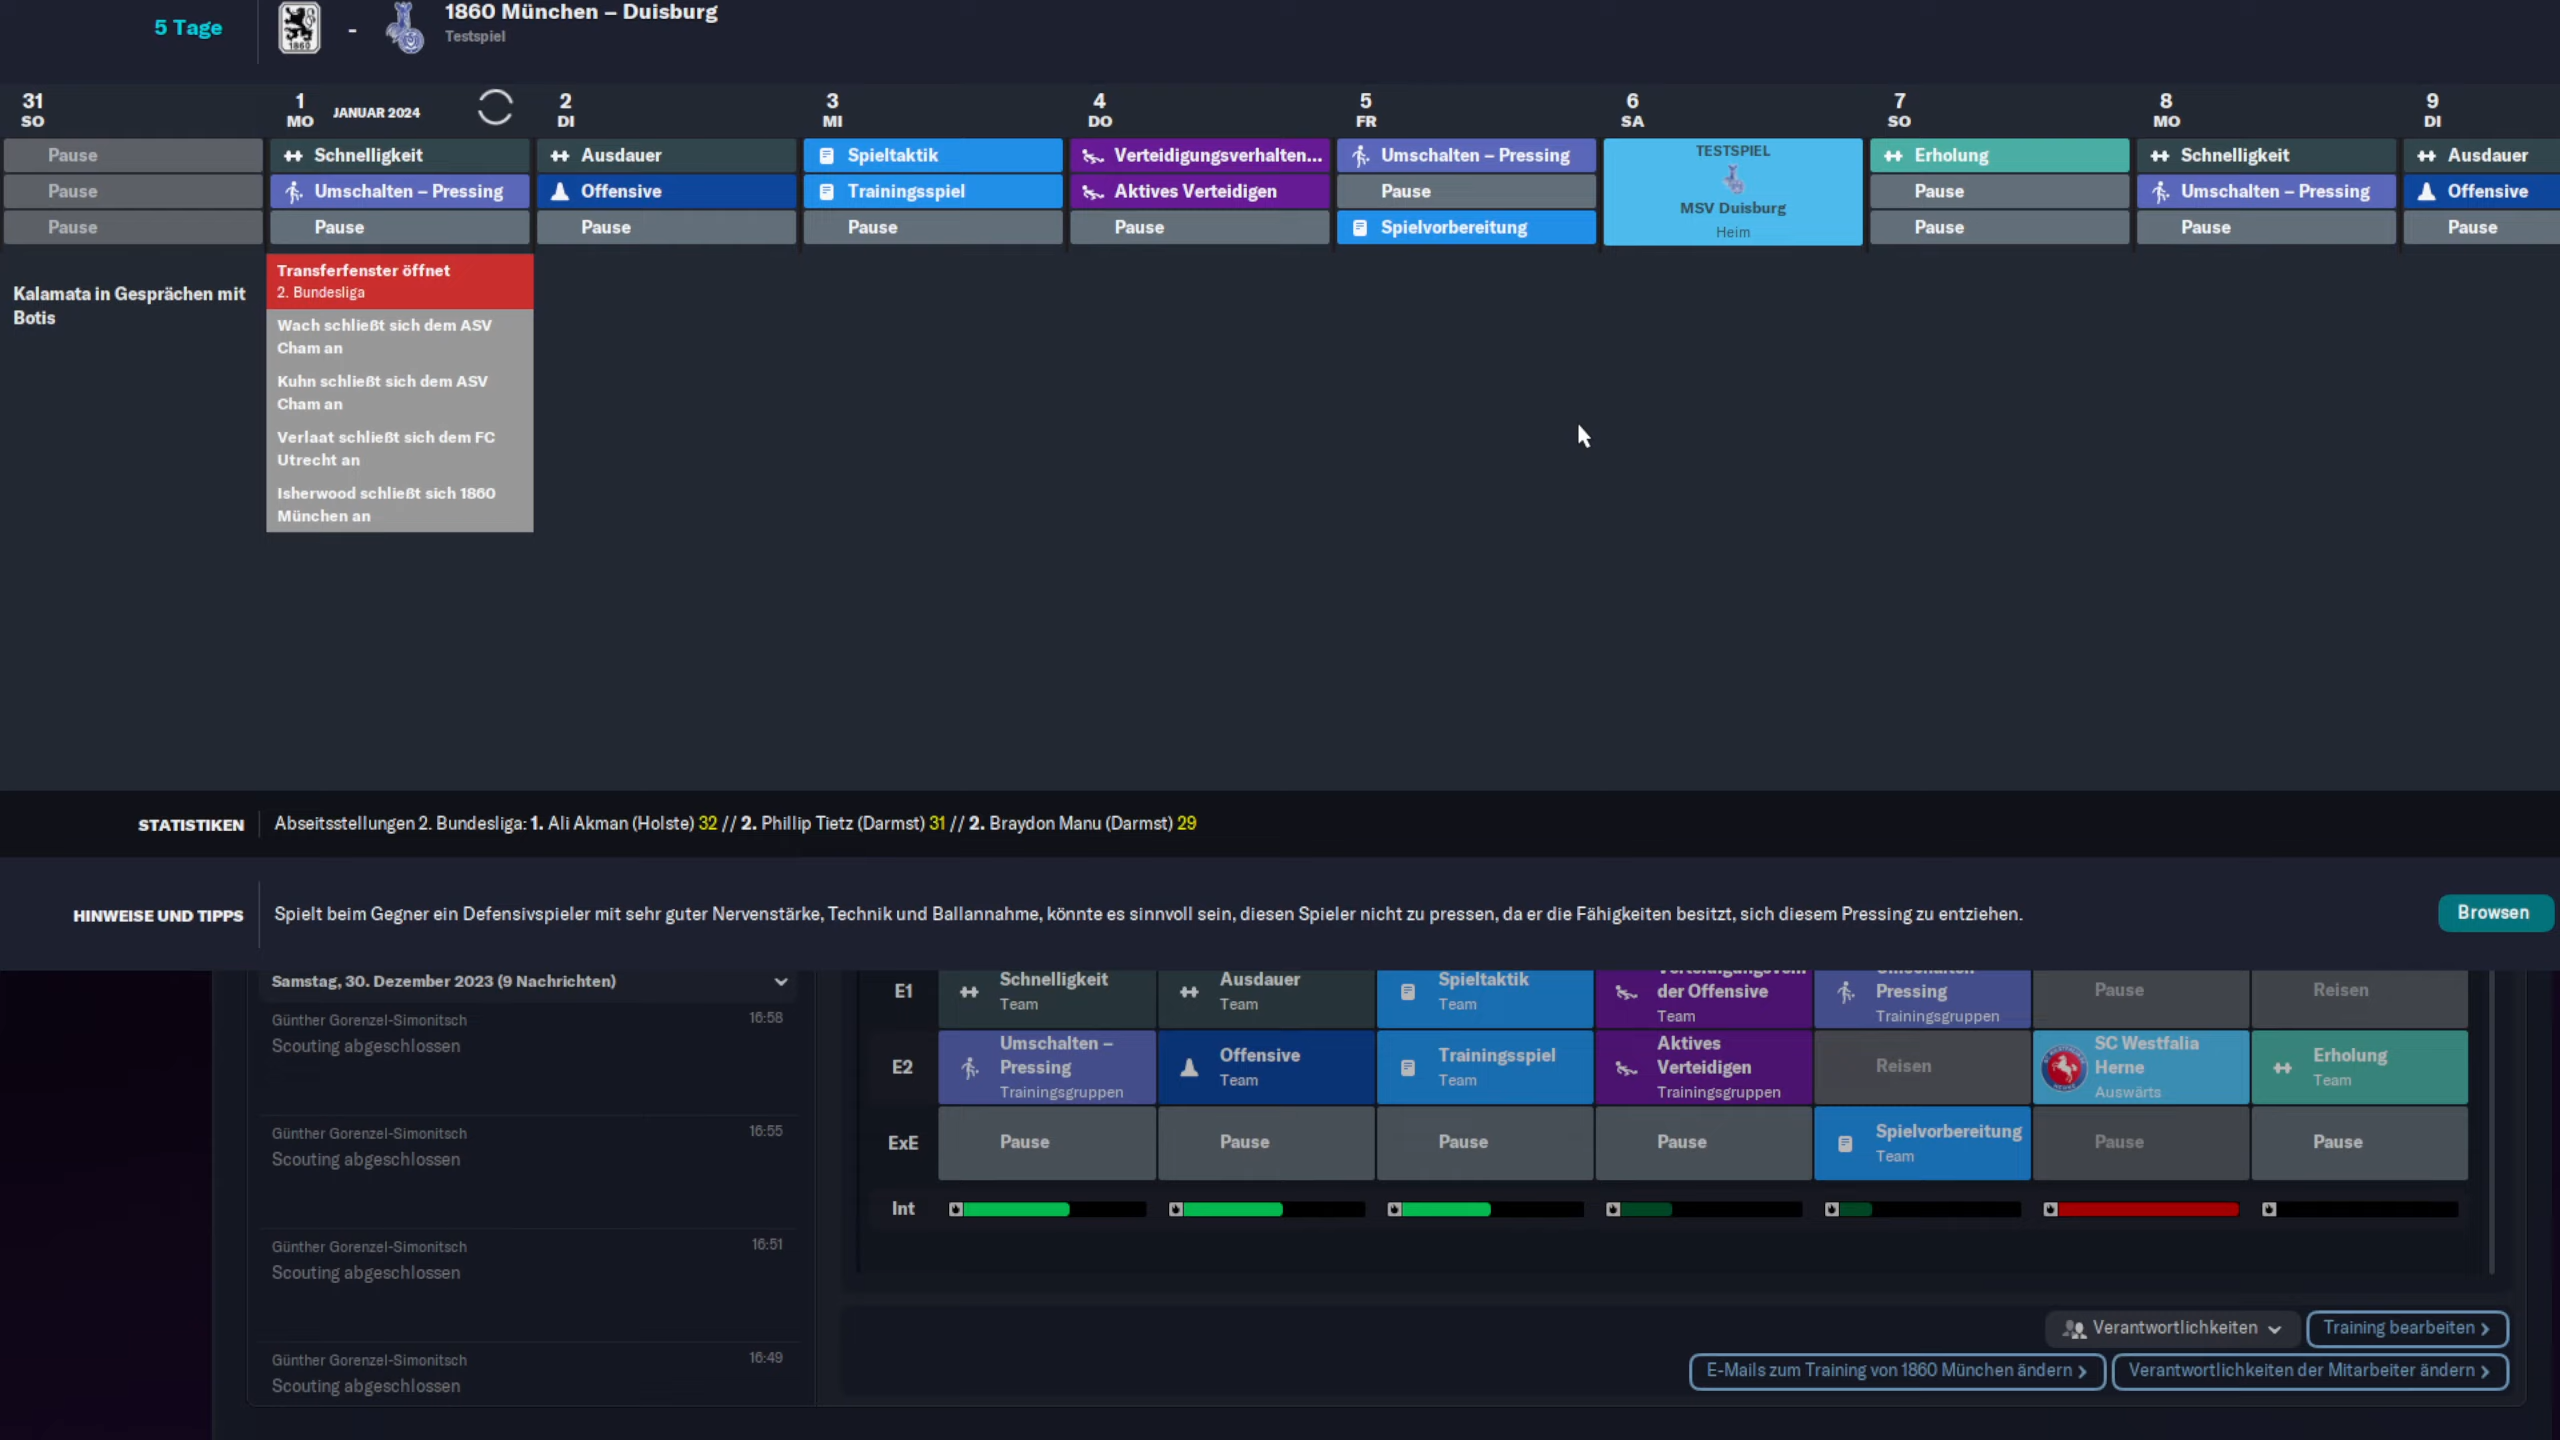 5 Tage
1860
-
1860 München – Duisburg
Testspiel
31
SO
1
MO
JANUAR 2024
2
DI
3
MI
4
DO
5
FR
6
SA
7
SO
8
MO
9
DI
Pause
Schnelligkeit
Ausdauer
Spieltaktik
Verteidigungsverhalten...
Umschalten – Pressing
TESTSPIEL
MSV Duisburg
Heim
Erholung
Schnelligkeit
Ausdauer
Pause
Umschalten – Pressing
Offensive
Trainingsspiel
Aktives Verteidigen
Pause
Pause
Umschalten – Pressing
Offensive
Pause
Pause
Pause
Pause
Pause
Spielvorbereitung
Pause
Pause
Pause
Kalamata in Gesprächen mit
Botis
Transferfenster öffnet
2. Bundesliga
Wach schließt sich dem ASV
Cham an
Kuhn schließt sich dem ASV
Cham an
Verlaat schließt sich dem FC
Utrecht an
Isherwood schließt sich 1860
München an
STATISTIKEN
Abseitsstellungen 2. Bundesliga: 1. Ali Akman (Holste) 32 // 2. Phillip Tietz (Darmst) 31 // 2. Braydon Manu (Darmst) 29
HINWEISE UND TIPPS
Spielt beim Gegner ein Defensivspieler mit sehr guter Nervenstärke, Technik und Ballannahme, könnte es sinnvoll sein, diesen Spieler nicht zu pressen, da er die Fähigkeiten besitzt, sich diesem Pressing zu entziehen.
Browsen
Samstag, 30. Dezember 2023 (9 Nachrichten)
Günther Gorenzel-Simonitsch
16:58
Scouting abgeschlossen
Günther Gorenzel-Simonitsch
16:55
Scouting abgeschlossen
Günther Gorenzel-Simonitsch
16:51
Scouting abgeschlossen
Günther Gorenzel-Simonitsch
16:49
Scouting abgeschlossen
E1
Schnelligkeit
Team
Ausdauer
Team
Spieltaktik
Team
der Offensive
Team
Pressing
Trainingsgruppen
Pause
Reisen
E2
Umschalten –
Pressing
Trainingsgruppen
Offensive
Team
Trainingsspiel
Team
Aktives
Verteidigen
Trainingsgruppen
Reisen
SC Westfalia
Herne
Auswärts
Erholung
Team
ExE
Pause
Pause
Pause
Pause
Spielvorbereitung
Team
Pause
Pause
Int
Verantwortlichkeiten
Training bearbeiten
E-Mails zum Training von 1860 München ändern
Verantwortlichkeiten der Mitarbeiter ändern